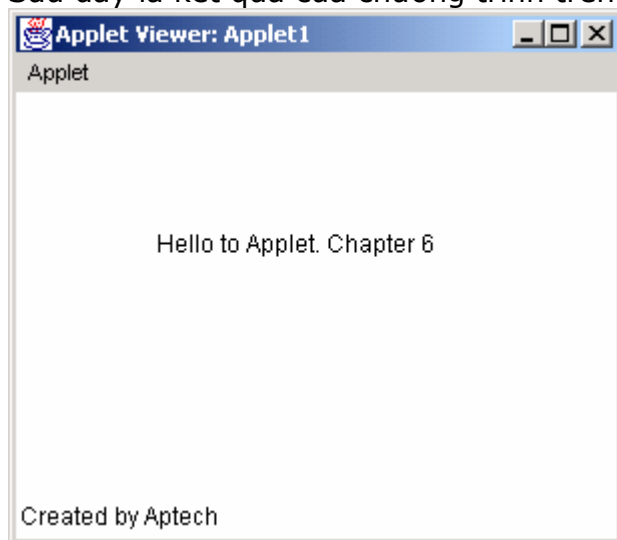 Sau đây là kết quả của chương trình trên
Applet Viewer: Applet1
Applet
Hello to Applet. Chapter 6
Created by Aptech